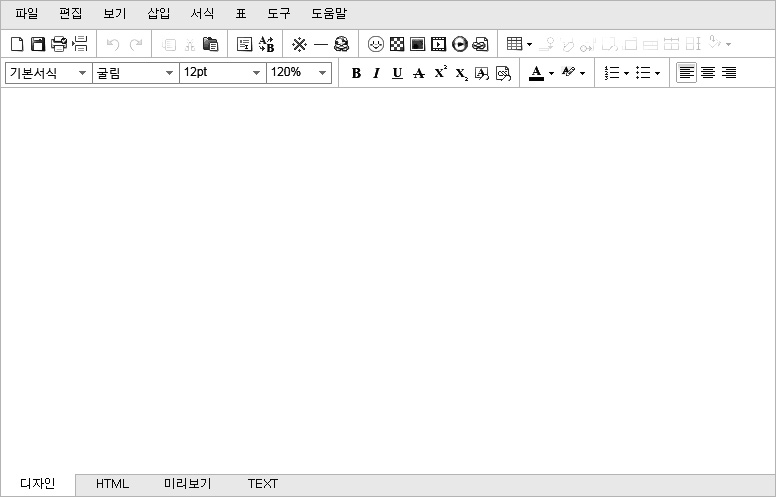 파일 편집 보기 삽입 서식 표 도구 도움말
기본서식 굴림 12pt 120% B I U A X² X₂ A A
디자인 HTML 미리보기 TEXT